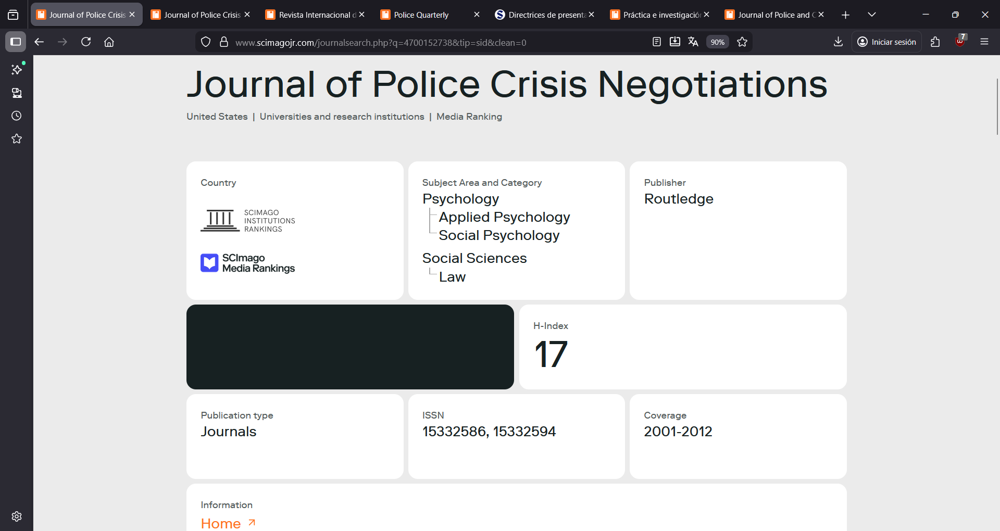 Journal of Police Crisis
Journal of Police Crisis
Revista Internacional d
Police Quarterly
Directrices de presenta
Práctica e investigación
Journal of Police and C
www.scimagojr.com/journalsearch.php?q=4700152738&tip=sid&clean=0
90%
Iniciar sesión
7
Journal of Police Crisis Negotiations
United States | Universities and research institutions | Media Ranking
Country
SCIMAGO
INSTITUTIONS
RANKINGS
SCImago
Media Rankings
Subject Area and Category
Psychology
Applied Psychology
Social Psychology
Social Sciences
Law
Publisher
Routledge
H-Index
17
Publication type
Journals
ISSN
15332586, 15332594
Coverage
2001-2012
Information
Home